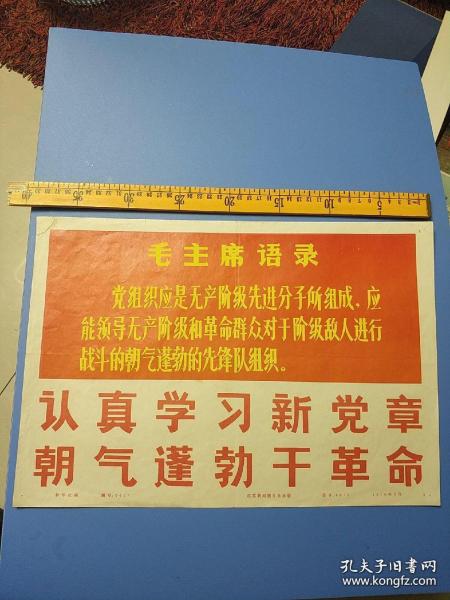 毛主席语录
党组织应是无产阶级先进分子所组成，应
能领导无产阶级和革命群众对于阶级敌人进行
战斗的朝气蓬勃的先锋队组织。
认真学习新党章
朝气蓬勃干革命
孔夫子旧书网
www.kongfz.com